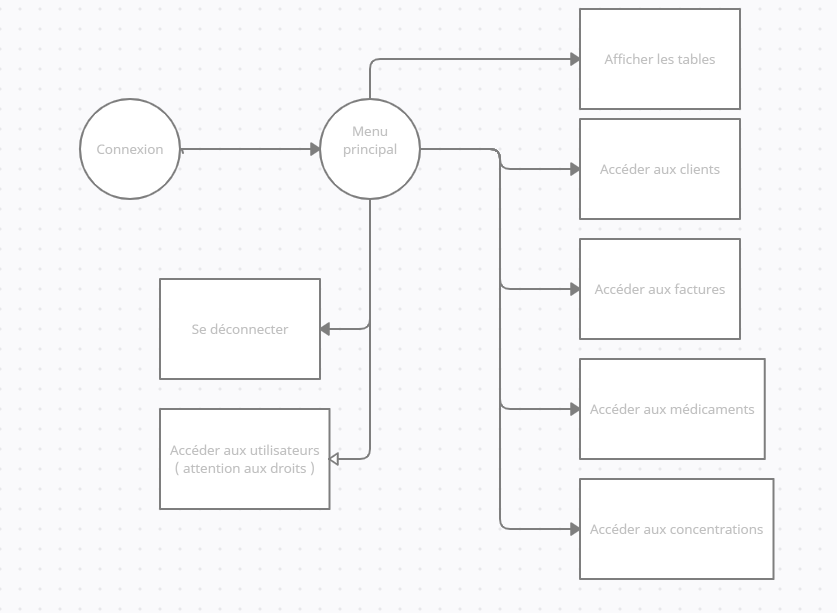 Afficher les tables
Connexion
Menu
principal
Accéder aux clients
Accéder aux factures
Se déconnecter
Accéder aux médicaments
Accéder aux utilisateurs
( attention aux droits )
Accéder aux concentrations